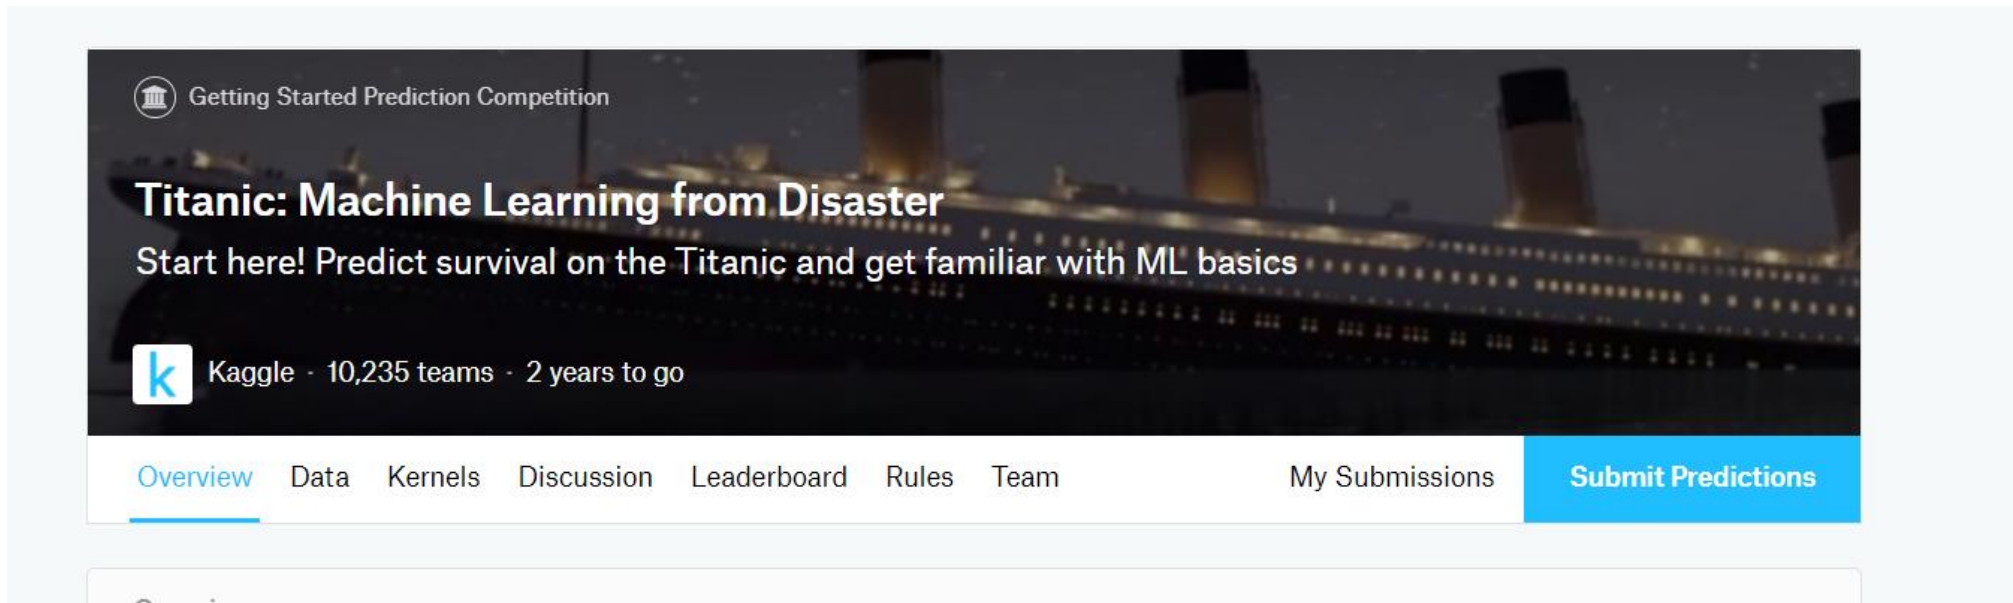 Getting Started Prediction Competition
Titanic: Machine Learning from Disaster
Start here! Predict survival on the Titanic and get familiar with ML basics
k Kaggle · 10,235 teams · 2 years to go
Overview Data Kernels Discussion Leaderboard Rules Team My Submissions Submit Predictions